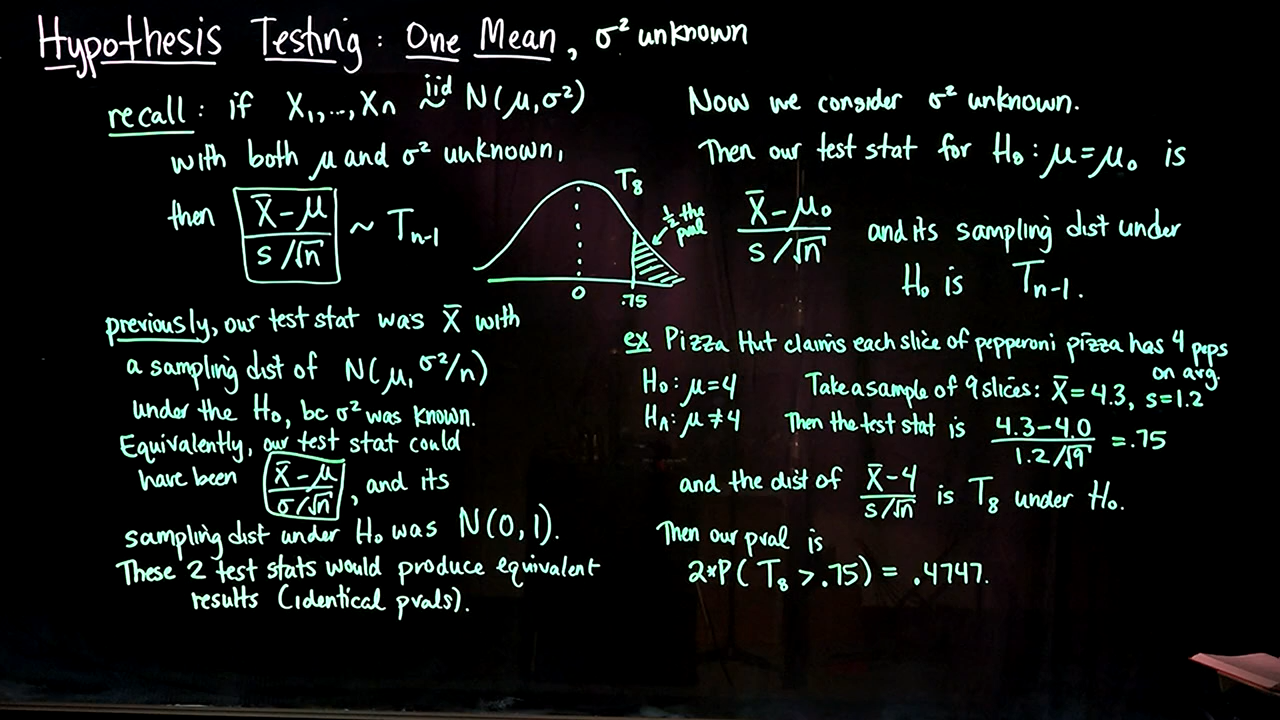 Hypothesis Testing: One Mean, σ² unknown
recall: if X₁,...,Xn iid ~ N(μ,σ²)
with both μ and σ² unknown,
then X̄-μ / s/√n ~ Tn-1
T8
½ the
pval
0 .75
previously, our test stat was X̄ with
a sampling dist of N(μ, σ²/n)
under the H0, bc σ² was known.
Equivalently, our test stat could
have been X̄-μ / σ/√n, and its
sampling dist under H0 was N(0,1).
These 2 test stats would produce equivalent
results (identical pvals).
Now we consider σ² unknown.
Then our test stat for H0: μ=μ0 is
X̄-μ0 / s/√n and its sampling dist under
H0 is Tn-1.
ex Pizza Hut claims each slice of pepperoni pizza has 4 peps
on avg.
H0: μ=4 Take a sample of 9 slices: X̄=4.3, s=1.2
HA: μ≠4 Then the test stat is 4.3-4.0 / 1.2/√9 = .75
and the dist of X̄-4 / s/√n is T8 under H0.
Then our pval is
2*P(T8 > .75) = .4747.